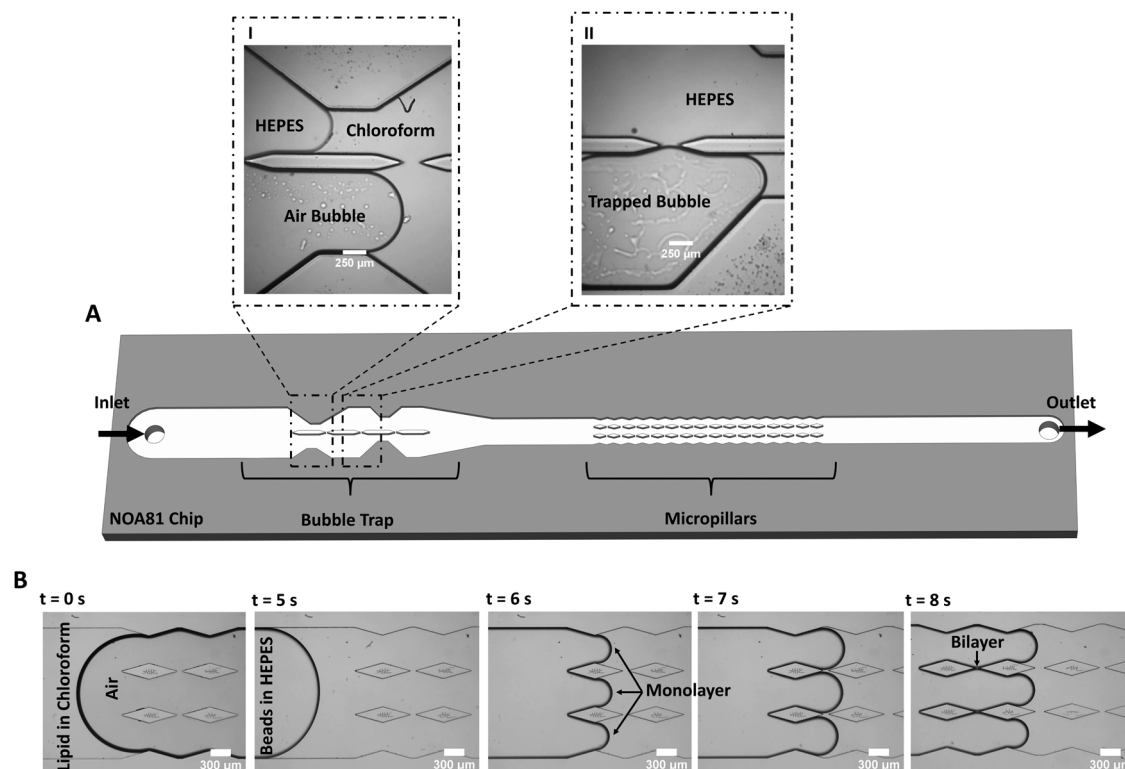 I
HEPES
Chloroform
Air Bubble
250 µm
II
HEPES
Trapped Bubble
250 µm
A
Inlet
Outlet
NOA81 Chip
Bubble Trap
Micropillars
B
t = 0 s
t = 5 s
t = 6 s
t = 7 s
t = 8 s
Lipid in Chloroform
Air
Beads in HEPES
Monolayer
Bilayer
300 µm
300 µm
300 µm
300 µm
300 µm